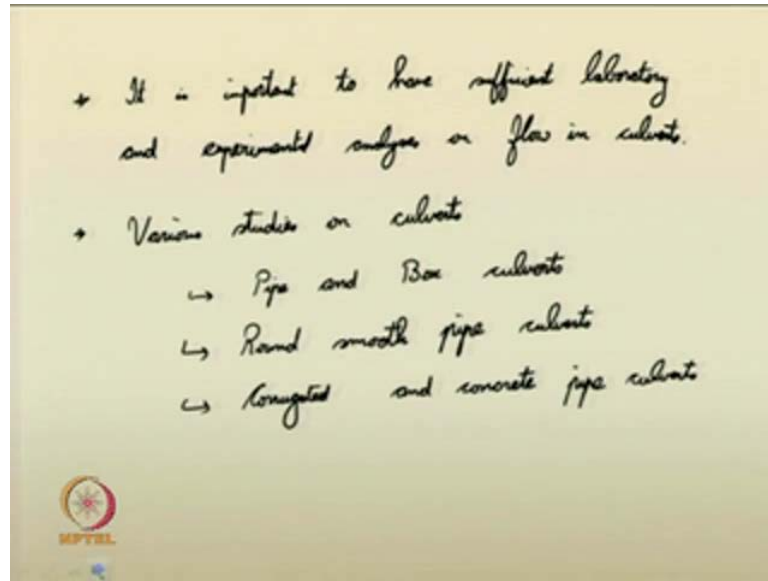 * It is important to have sufficient laboratory
and experimental analyses on flow in culverts.
* Various studies on culverts
↳ Pipe and Box culverts
↳ Round smooth pipe culverts
↳ Corrugated and concrete pipe culverts
NPTEL